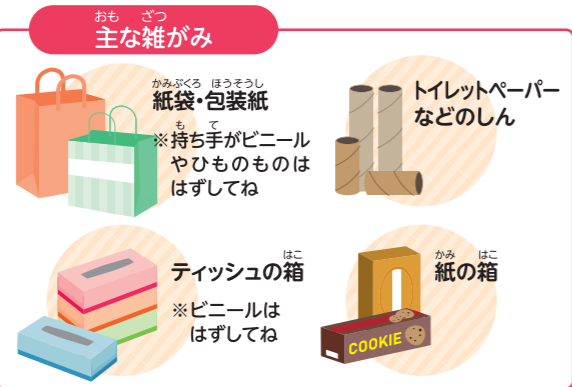 おも ざつ
主な雑がみ
かみぶくろ ほうそうし
紙袋・包装紙
も て
※持ち手がビニール
やひものものは
はずしてね
トイレットペーパー
などのしん
はこ
ティッシュの箱
※ビニールは
はずしてね
かみ はこ
紙の箱
COOKIE